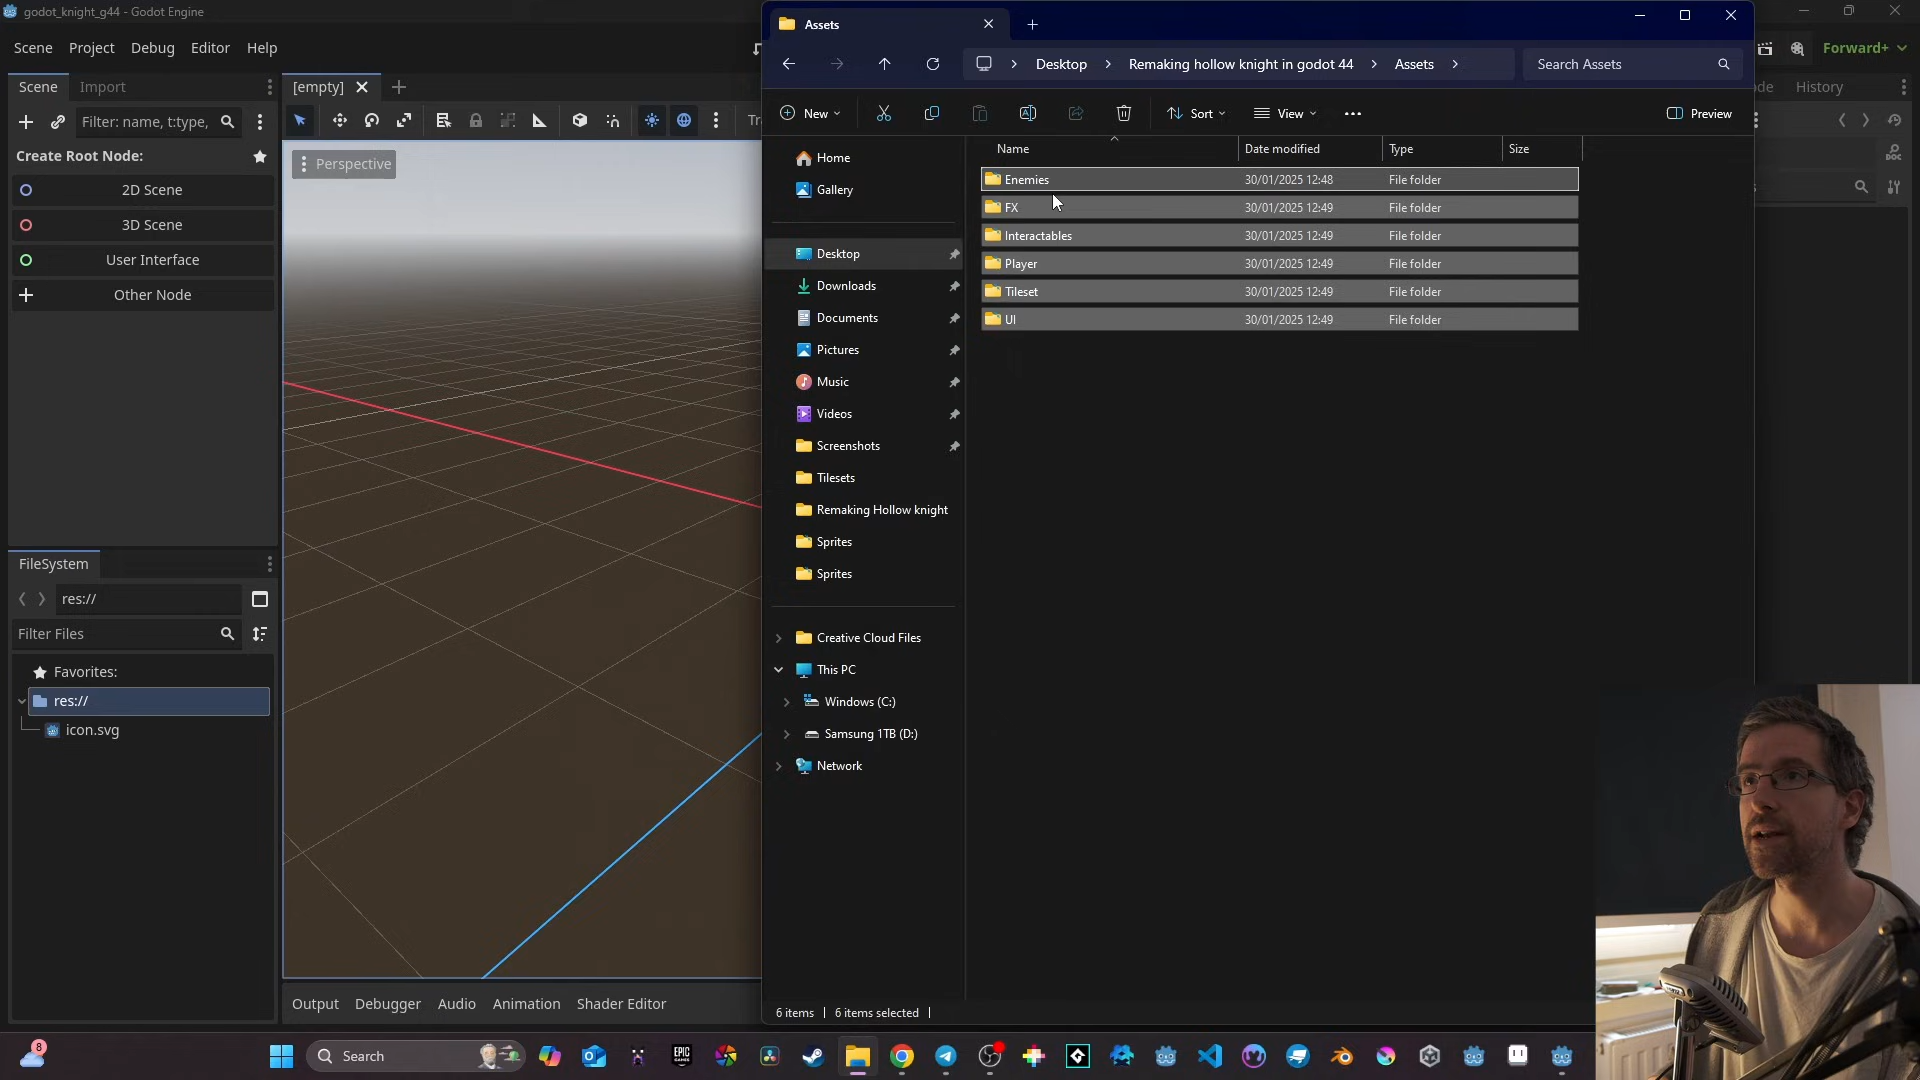 godot_knight_g44 - Godot Engine
Scene Project Debug Editor Help
Forward+
Scene Import
[empty]
Filter: name, t:type,
Create Root Node:
2D Scene
3D Scene
User Interface
Other Node
Perspective
FileSystem
res://
Filter Files
Favorites:
res://
icon.svg
Output Debugger Audio Animation Shader Editor
Assets
Desktop > Remaking hollow knight in godot 44 > Assets >
Search Assets
New
Sort
View
Preview
History
Home
Gallery
Desktop
Downloads
Documents
Pictures
Music
Videos
Screenshots
Tilesets
Remaking Hollow knight
Sprites
Sprites
Creative Cloud Files
This PC
Windows (C:)
Samsung 1TB (D:)
Network
Name Date modified Type Size
Enemies 30/01/2025 12:48 File folder
FX 30/01/2025 12:49 File folder
Interactables 30/01/2025 12:49 File folder
Player 30/01/2025 12:49 File folder
Tileset 30/01/2025 12:49 File folder
UI 30/01/2025 12:49 File folder
6 items 6 items selected
8
Search
EPIC GAMES